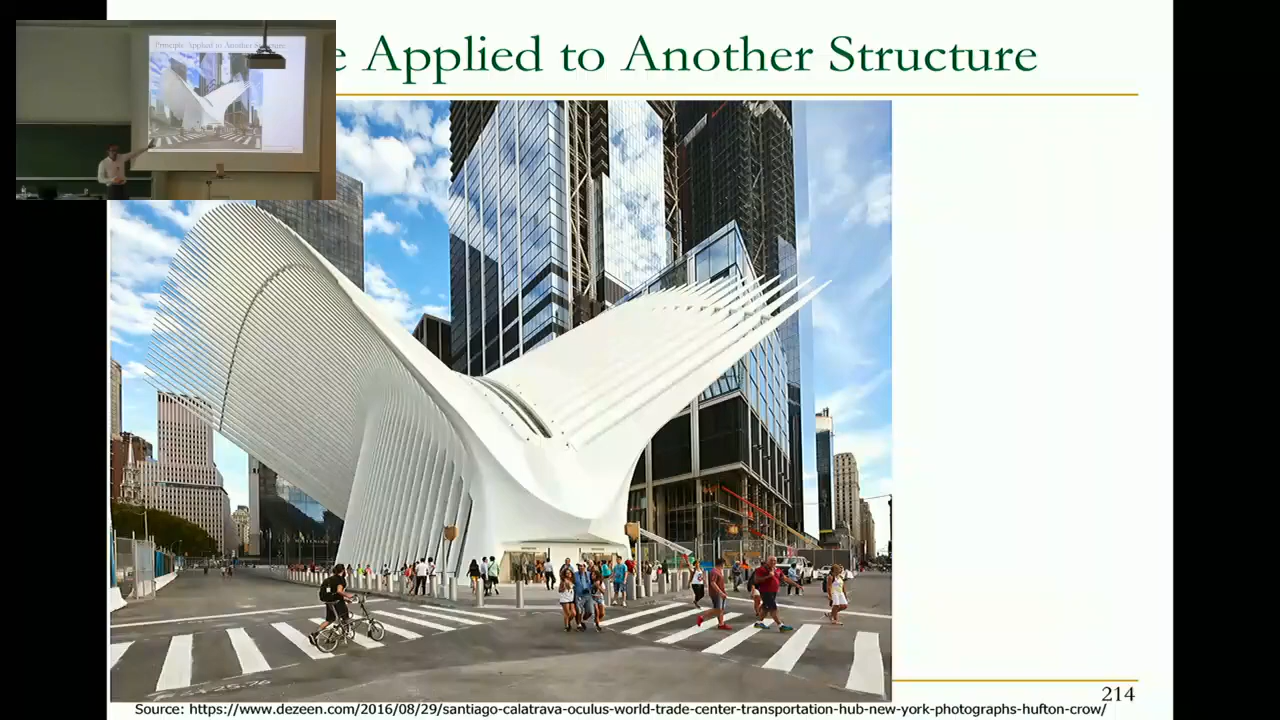 Principle Applied to Another Structure
e Applied to Another Structure
214
Source: https://www.dezeen.com/2016/08/29/santiago-calatrava-oculus-world-trade-center-transportation-hub-new-york-photographs-hufton-crow/